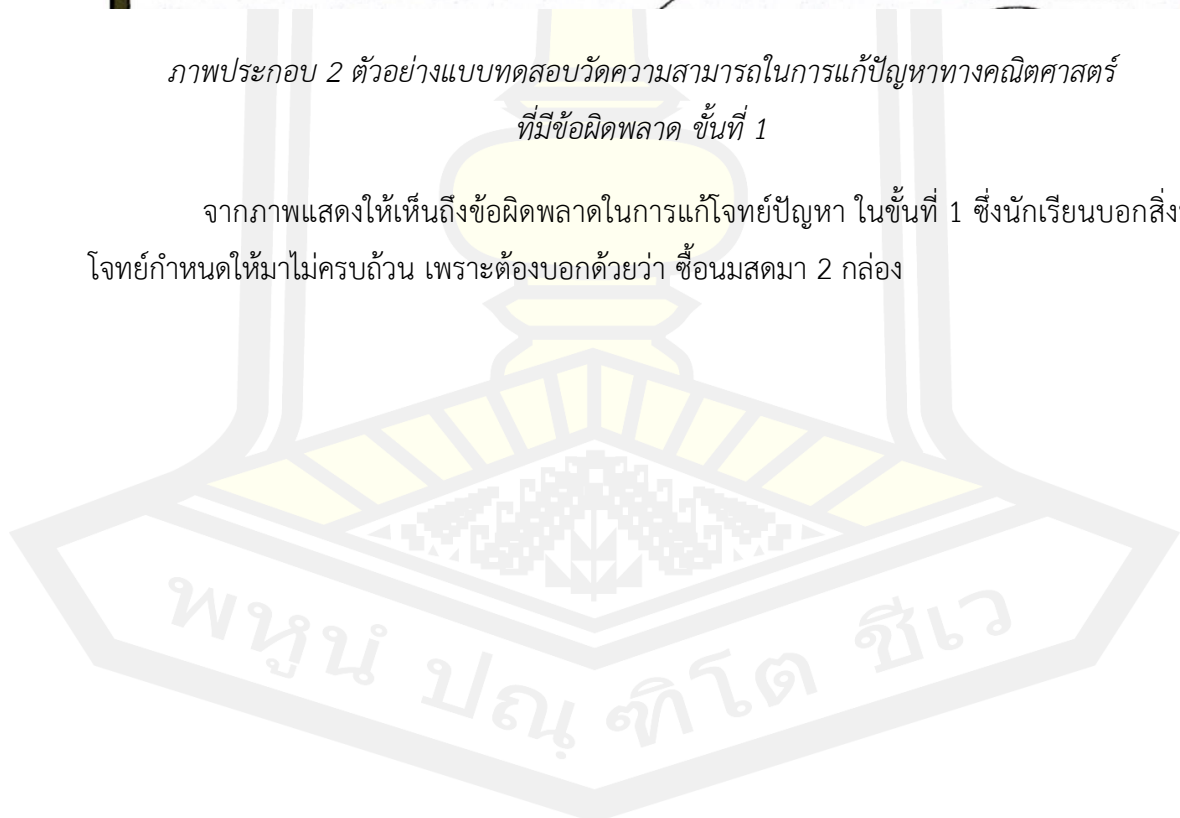 ภาพประกอบ 2 ตัวอย่างแบบทดสอบวัดความสามารถในการแก้ปัญหาทางคณิตศาสตร์
ที่มีข้อผิดพลาด ขั้นที่ 1
จากภาพแสดงให้เห็นถึงข้อผิดพลาดในการแก้โจทย์ปัญหา ในขั้นที่ 1 ซึ่งนักเรียนบอกสิ่ง
โจทย์กำหนดให้มาไม่ครบถ้วน เพราะต้องบอกด้วยว่า ซื้อนมสดมา 2 กล่อง
พหูนํ ปณฺฑิโต ชีเว